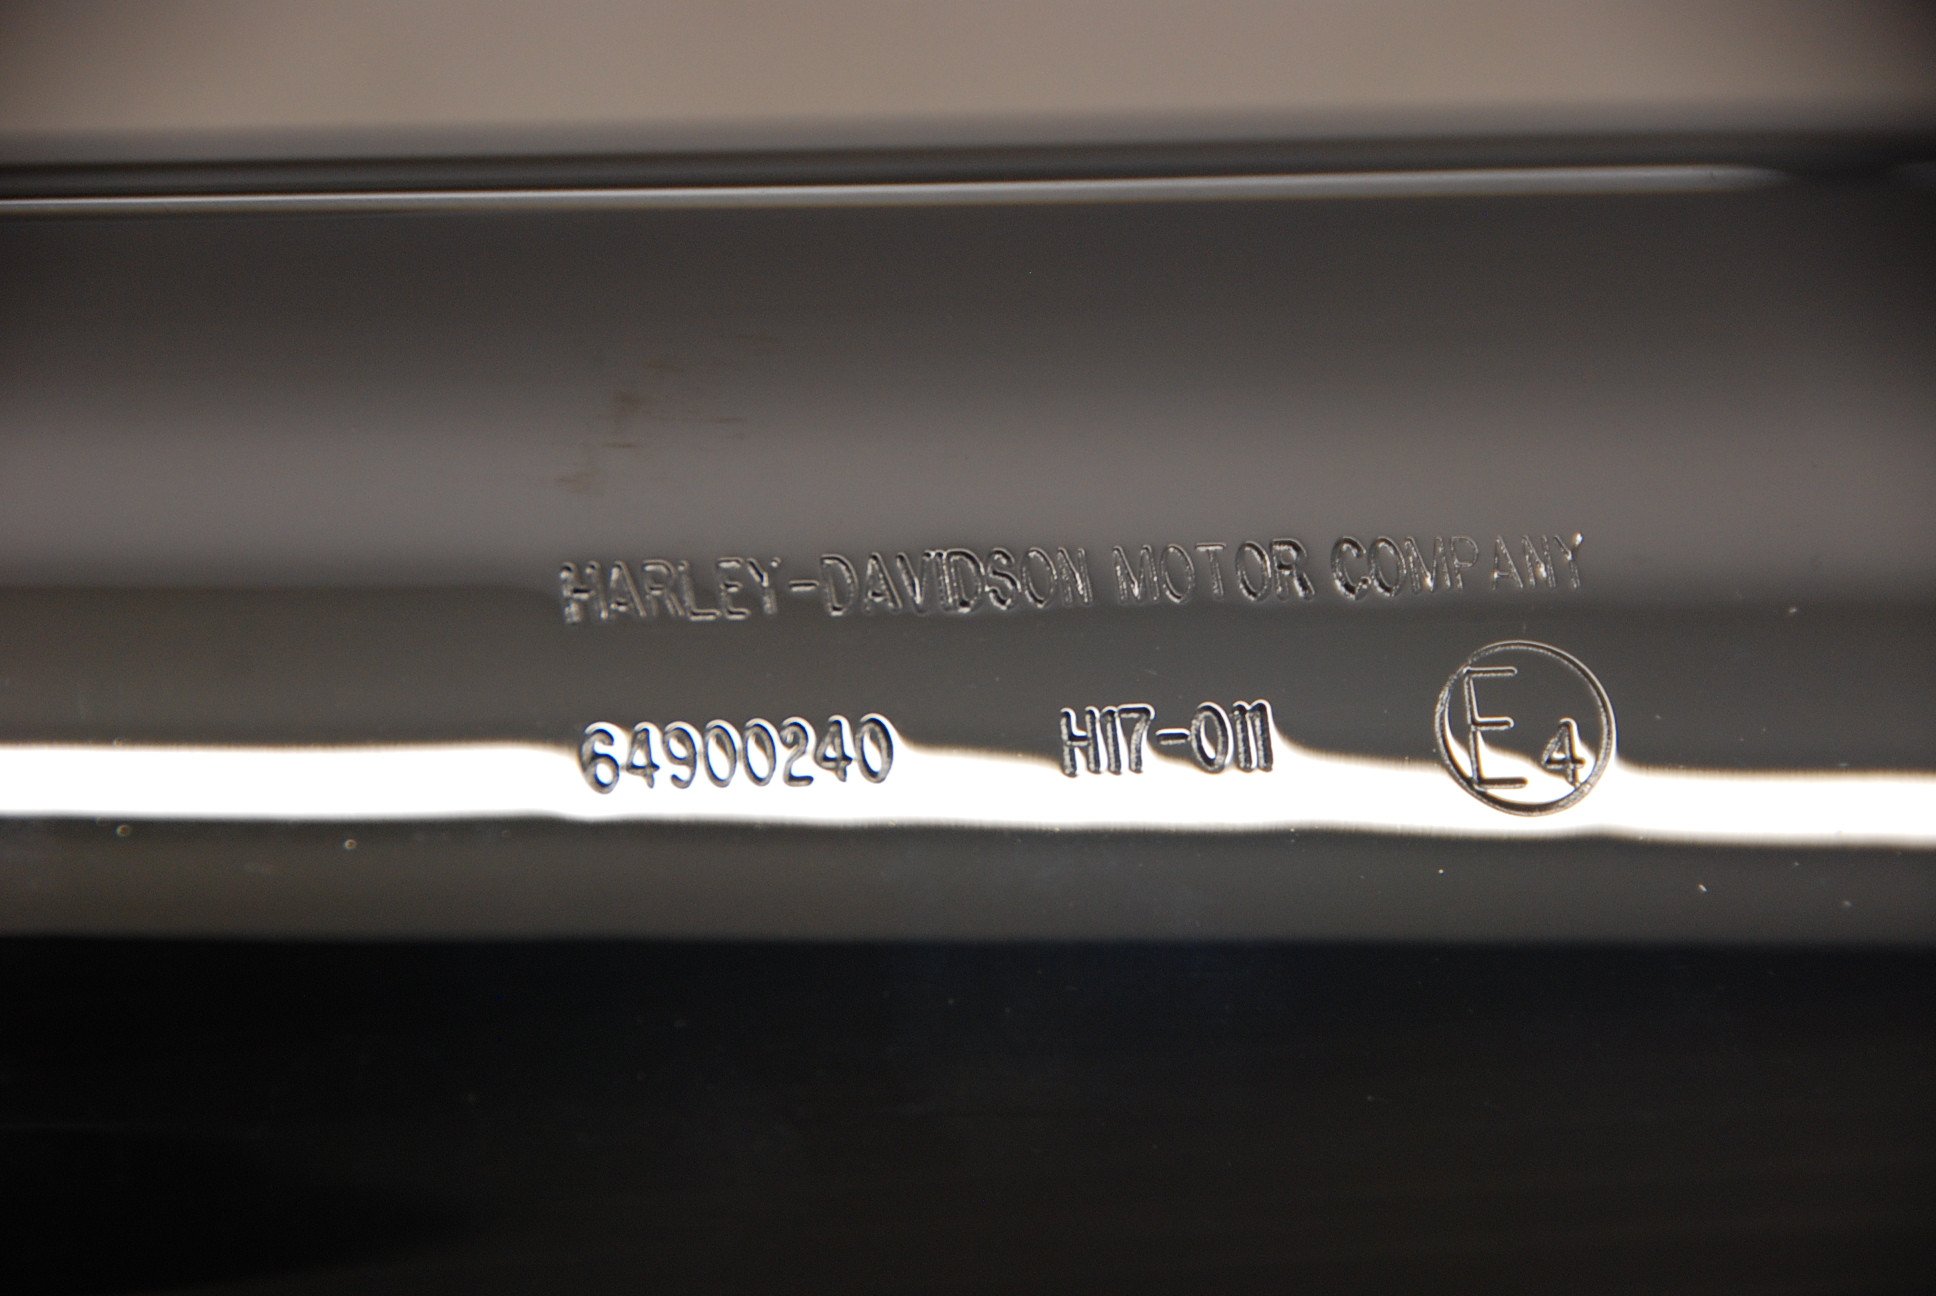 HARLEY-DAVIDSON MOTOR COMPANY
64900240 H17-011 E4